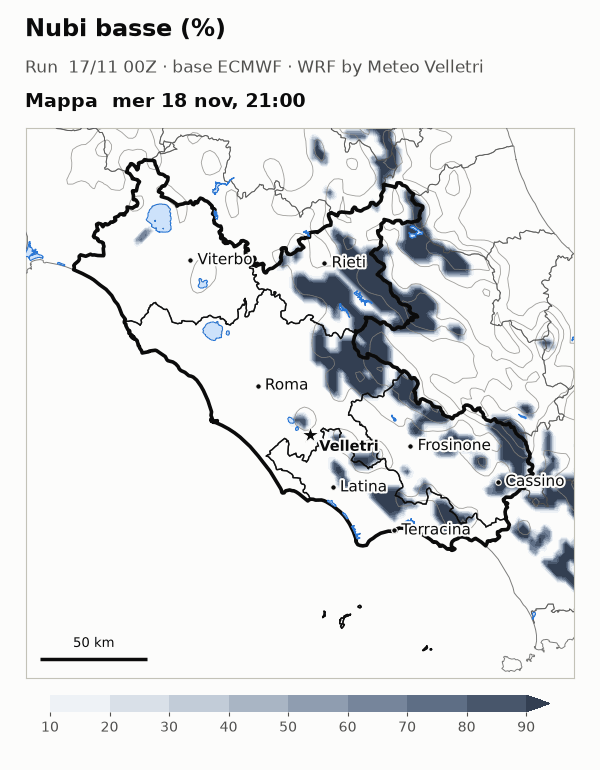 Nubi basse (%)
Run 17/11 00Z · base ECMWF · WRF by Meteo Velletri
Mappa mer 18 nov, 21:00
Viterbo
Rieti
Roma
Velletri
Frosinone
Cassino
Latina
Terracina
50 km
10 20 30 40 50 60 70 80 90